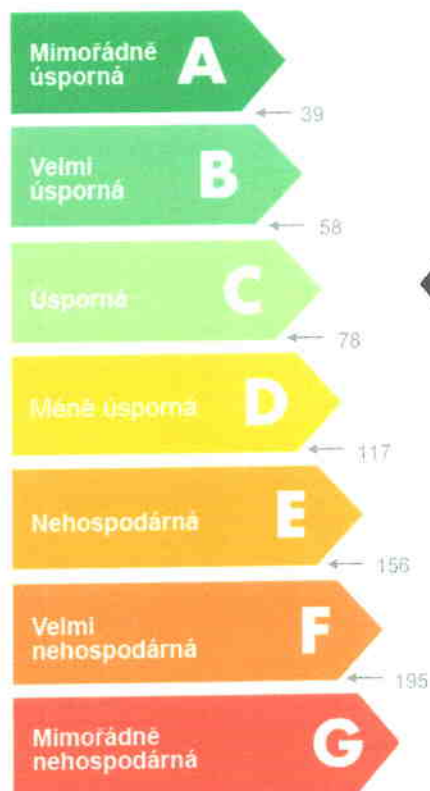 Mimořádně
úsporná A
39
Velmi
úsporná B
58
Úsporná C
78
Méně úsporná D
117
Nehospodárná E
156
Velmi
nehospodárná F
195
Mimořádně
nehospodárná G